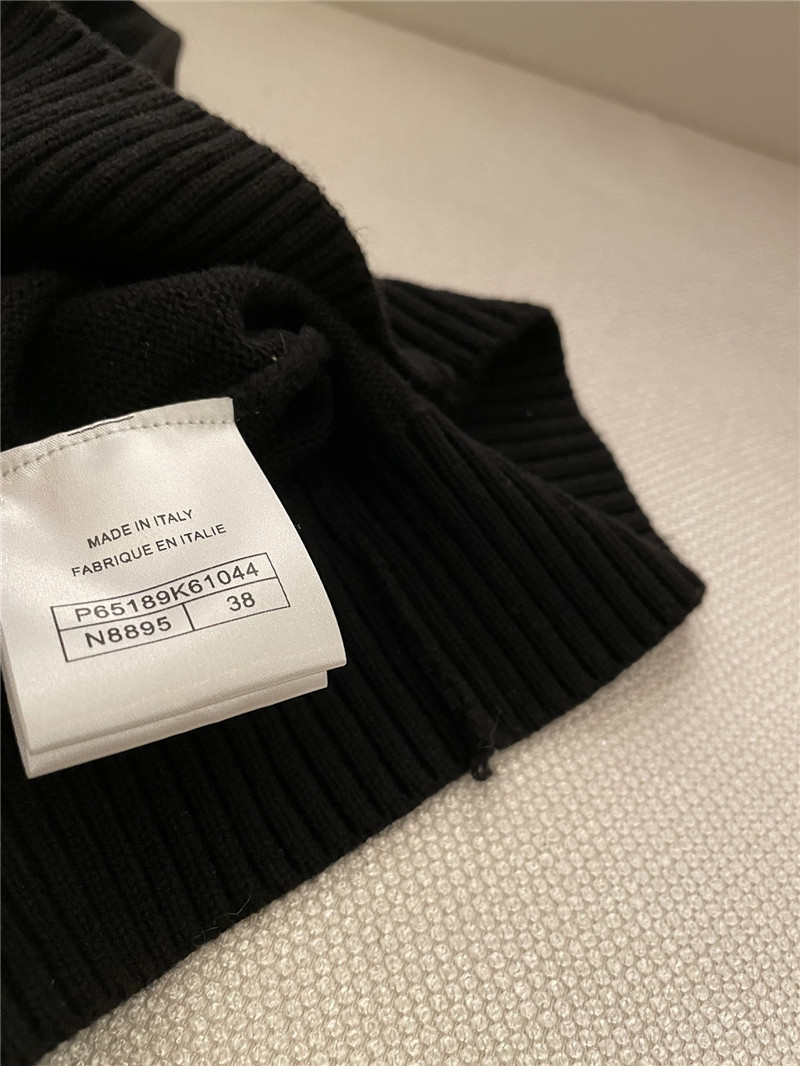 MADE IN ITALY
FABRIQUE EN ITALIE
P65189K61044
N8895 38